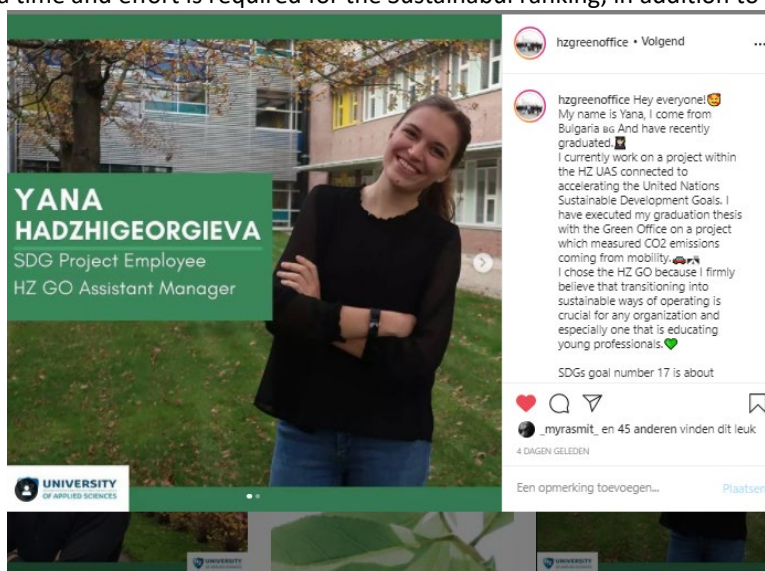 a time and effort is required for the Sustainabul ranking, in addition to
YANA
HADZHIGEORGIEVA
SDG Project Employee
HZ GO Assistant Manager
UNIVERSITY
OF APPLIED SCIENCES
hzgreenoffice • Volgend
...
hzgreenoffice Hey everyone!🥰
My name is Yana, I come from
Bulgaria BG And have recently
graduated.👩🏻‍🎓
I currently work on a project within
the HZ UAS connected to
accelerating the United Nations
Sustainable Development Goals. I
have executed my graduation thesis
with the Green Office on a project
which measured CO2 emissions
coming from mobility.🚗
I chose the HZ GO because I firmly
believe that transitioning into
sustainable ways of operating is
crucial for any organization and
especially one that is educating
young professionals.💚
SDGs goal number 17 is about
_myrasmit_ en 45 anderen vinden dit leuk
4 DAGEN GELEDEN
Een opmerking toevoegen...
Plaatsen
UNIVERSITY
UNIVERSITY